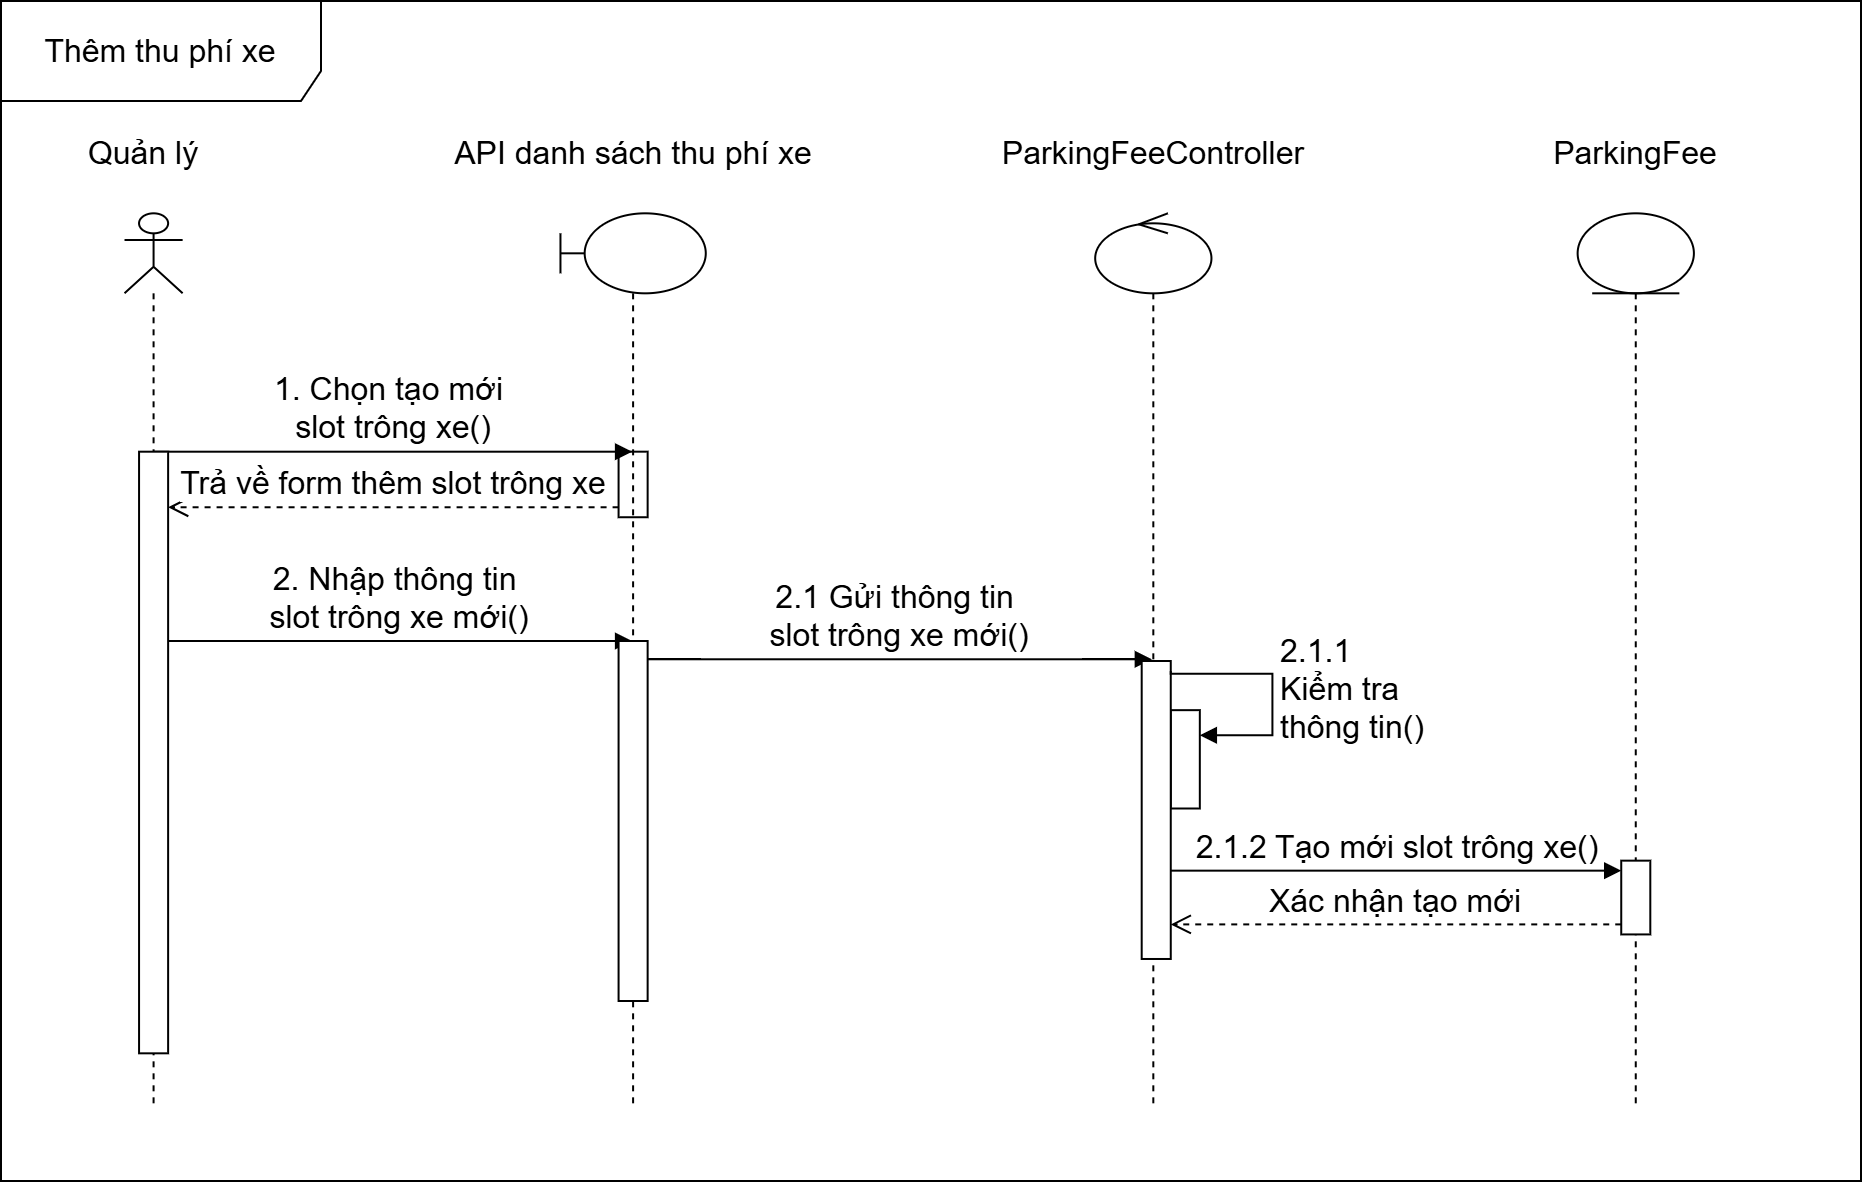 Thêm thu phí xe
Quản lý
API danh sách thu phí xe
ParkingFeeController
ParkingFee
1. Chọn tạo mới
slot trông xe()
Trả về form thêm slot trông xe
2. Nhập thông tin
slot trông xe mới()
2.1 Gửi thông tin
slot trông xe mới()
2.1.1
Kiểm tra
thông tin()
2.1.2 Tạo mới slot trông xe()
Xác nhận tạo mới